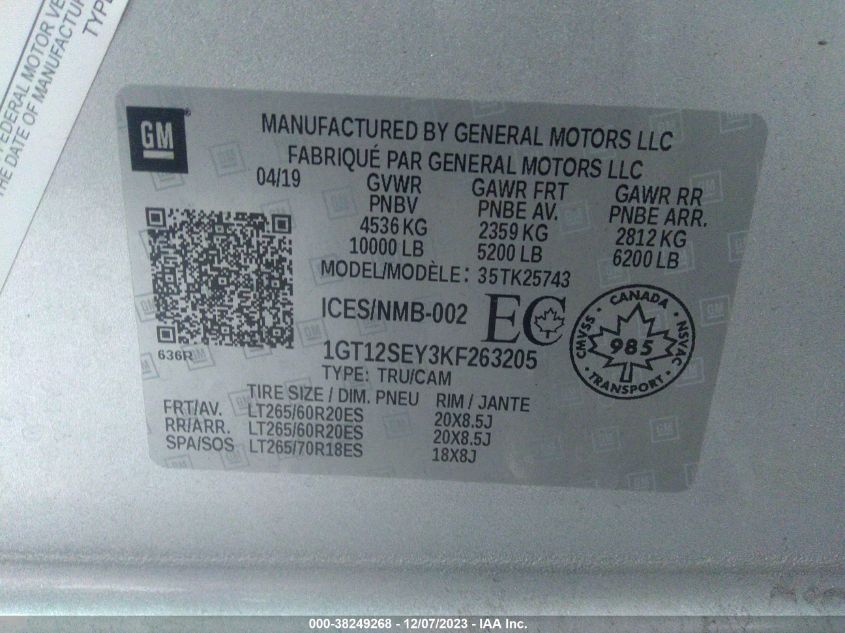 FEDERAL MOTOR VE
THE DATE OF MANUFACTUR
TYPE
GM
MANUFACTURED BY GENERAL MOTORS LLC
FABRIQUÉ PAR GENERAL MOTORS LLC
04/19 GVWR GAWR FRT GAWR RR
PNBV PNBE AV. PNBE ARR.
4536 KG 2359 KG 2812 KG
10000 LB 5200 LB 6200 LB
MODEL/MODÈLE: 35TK25743
ICES/NMB-002 EC
CANADA
CMVSS 985 NSVAC
TRANSPORT
636R
1GT12SEY3KF263205
TYPE: TRU/CAM
TIRE SIZE / DIM. PNEU RIM / JANTE
FRT/AV. LT265/60R20ES 20X8.5J
RR/ARR. LT265/60R20ES 20X8.5J
SPA/SOS LT265/70R18ES 18X8J
000-38249268 - 12/07/2023 - IAA Inc.